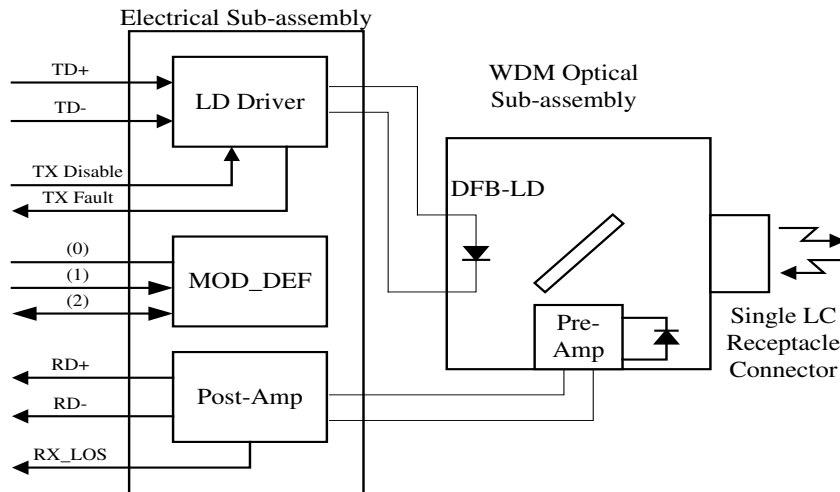 Electrical Sub-assembly
TD+
TD-
LD Driver
TX Disable
TX Fault
WDM Optical
Sub-assembly
DFB-LD
(0)
(1)
(2)
MOD_DEF
Pre-
Amp
Single LC
Receptacle
Connector
RD+
RD-
Post-Amp
RX_LOS